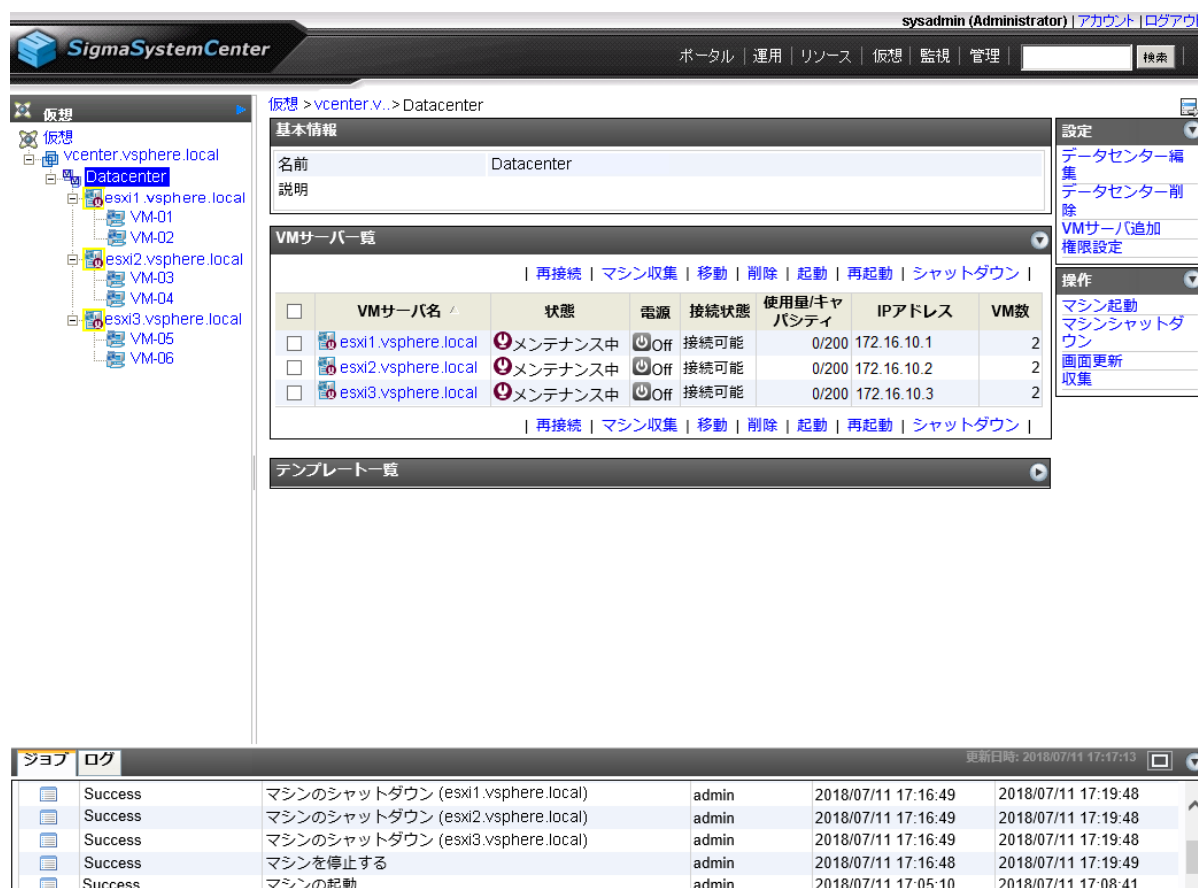 sysadmin (Administrator) | アカウント | ログアウト
SigmaSystemCenter
ポータル | 運用 | リソース | 仮想 | 監視 | 管理 | 検索 |
仮想
仮想
vcenter.vsphere.local
Datacenter
esxi1.vsphere.local
VM-01
VM-02
esxi2.vsphere.local
VM-03
VM-04
esxi3.vsphere.local
VM-05
VM-06
仮想 > vcenter.v..> Datacenter
基本情報
名前 Datacenter
説明
VMサーバ一覧
| 再接続 | マシン収集 | 移動 | 削除 | 起動 | 再起動 | シャットダウン |
VMサーバ名 状態 電源 接続状態 使用量/キャパシティ IPアドレス VM数
esxi1.vsphere.local メンテナンス中 Off 接続可能 0/200 172.16.10.1 2
esxi2.vsphere.local メンテナンス中 Off 接続可能 0/200 172.16.10.2 2
esxi3.vsphere.local メンテナンス中 Off 接続可能 0/200 172.16.10.3 2
| 再接続 | マシン収集 | 移動 | 削除 | 起動 | 再起動 | シャットダウン |
テンプレート一覧
設定
データセンター編
集
データセンター削
除
VMサーバ追加
権限設定
操作
マシン起動
マシンシャットダ
ウン
画面更新
収集
ジョブ ログ 更新日時: 2018/07/11 17:17:13
Success マシンのシャットダウン (esxi1.vsphere.local) admin 2018/07/11 17:16:49 2018/07/11 17:19:48
Success マシンのシャットダウン (esxi2.vsphere.local) admin 2018/07/11 17:16:49 2018/07/11 17:19:48
Success マシンのシャットダウン (esxi3.vsphere.local) admin 2018/07/11 17:16:49 2018/07/11 17:19:48
Success マシンを停止する admin 2018/07/11 17:16:48 2018/07/11 17:19:49
Success マシンの起動 admin 2018/07/11 17:05:10 2018/07/11 17:08:41